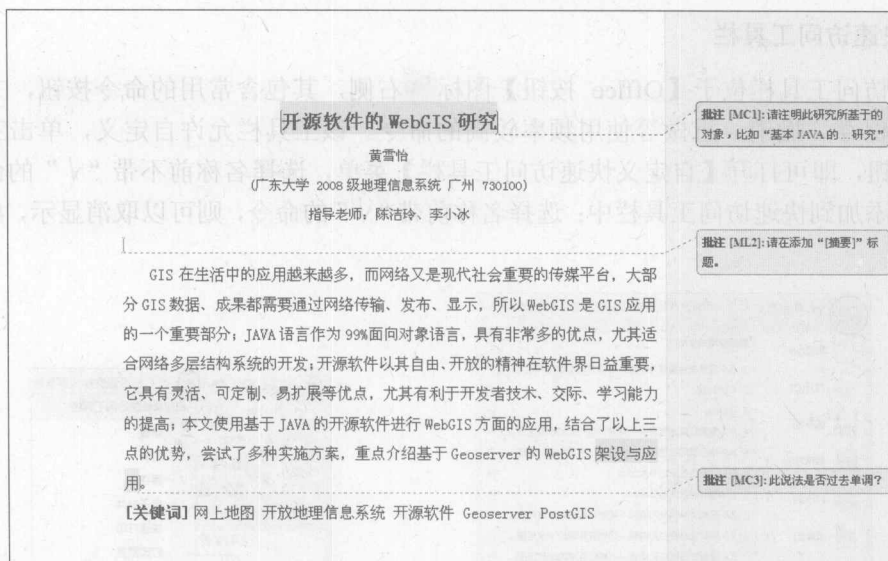 开源软件的 WebGIS 研究
黄雪怡
(广东大学 2008 级地理信息系统 广州 730100)
指导老师，陈洁玲、李小冰
GIS 在生活中的应用越来越多，而网络又是现代社会重要的传媒平台，大部
分 GIS 数据、成果都需要通过网络传输、发布、显示，所以 WebGIS 是 GIS 应用
的一个重要部分；JAVA 语言作为 99%面向对象语言，具有非常多的优点，尤其适
合网络多层结构系统的开发；开源软件以其自由、开放的精神在软件界日益重要，
它具有灵活、可定制、易扩展等优点，尤其有利于开发者技术、交际、学习能力
的提高；本文使用基于 JAVA 的开源软件进行 WebGIS 方面的应用，结合了以上三
点的优势，尝试了多种实施方案，重点介绍基于 Geoserver 的 WebGIS 架设与应
用。
[关键词] 网上地图 开放地理信息系统 开源软件 Geoserver PostGIS
批注 [MC1]: 请注明此研究所基于的
对象，比如“基本 JAVA 的…研究”
批注 [ML2]: 请在添加“[摘要]”标
题。
批注 [MC3]: 此说法是否过去单调？